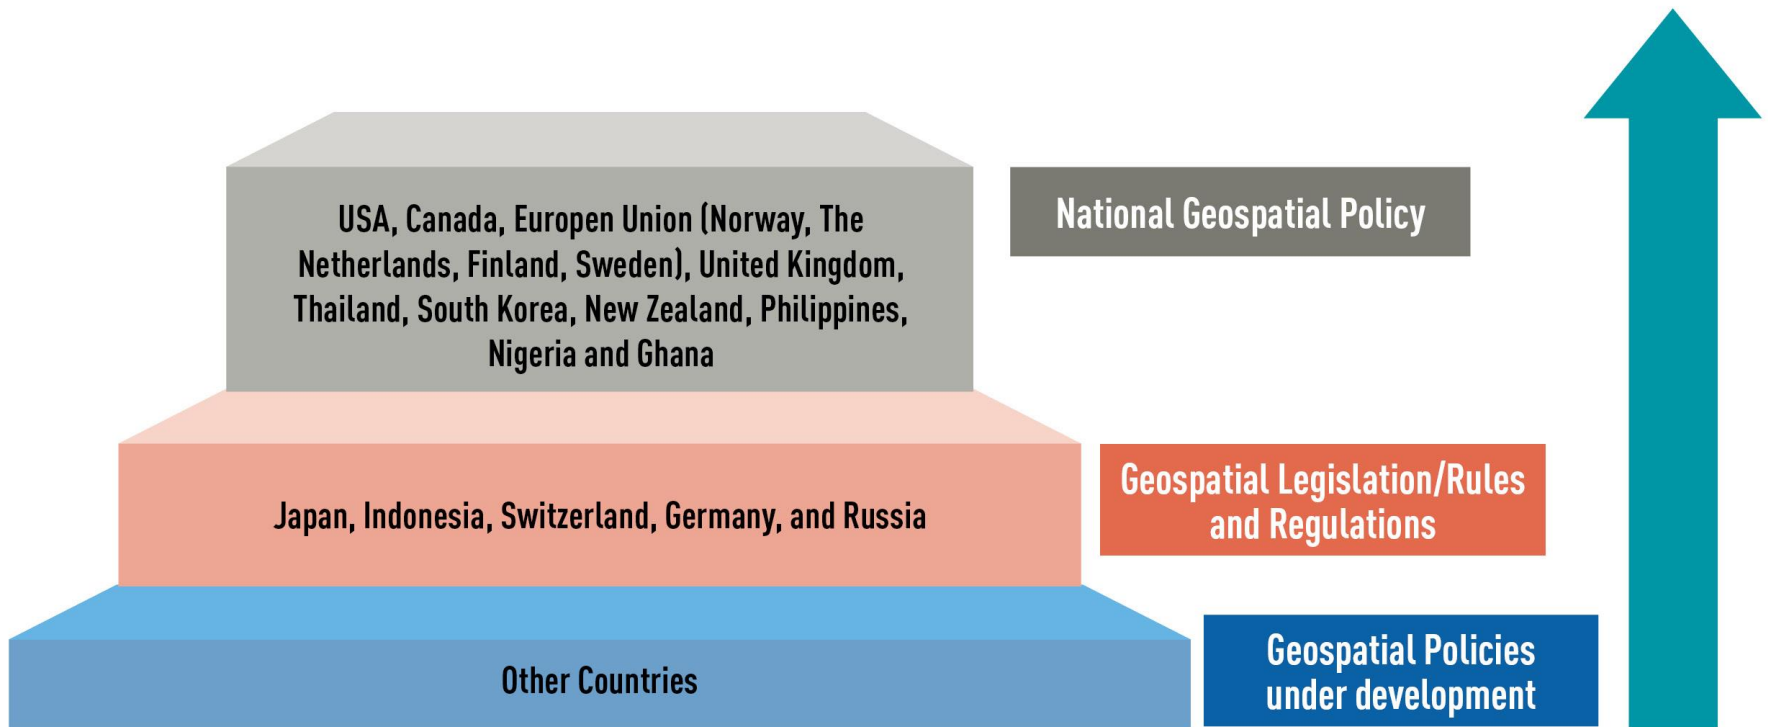 USA, Canada, Europen Union (Norway, The
Netherlands, Finland, Sweden), United Kingdom,
Thailand, South Korea, New Zealand, Philippines,
Nigeria and Ghana
National Geospatial Policy
Japan, Indonesia, Switzerland, Germany, and Russia
Geospatial Legislation/Rules
and Regulations
Other Countries
Geospatial Policies
under development